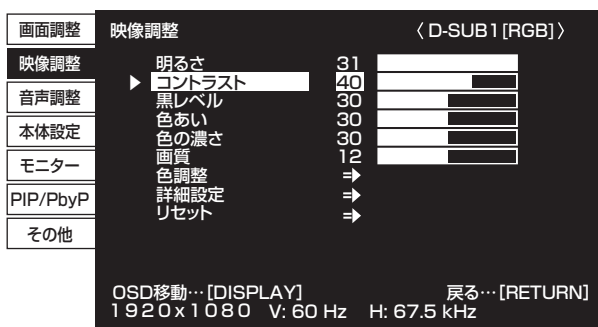 画面調整
映像調整
音声調整
本体設定
モニター
PIP/PbyP
その他
映像調整 〈D-SUB1[RGB]〉
明るさ 31
コントラスト 40
黒レベル 30
色あい 30
色の濃さ 30
画質 12
色調整
詳細設定
リセット
OSD移動…[DISPLAY] 戻る…[RETURN]
1920x1080 V: 60 Hz H: 67.5 kHz